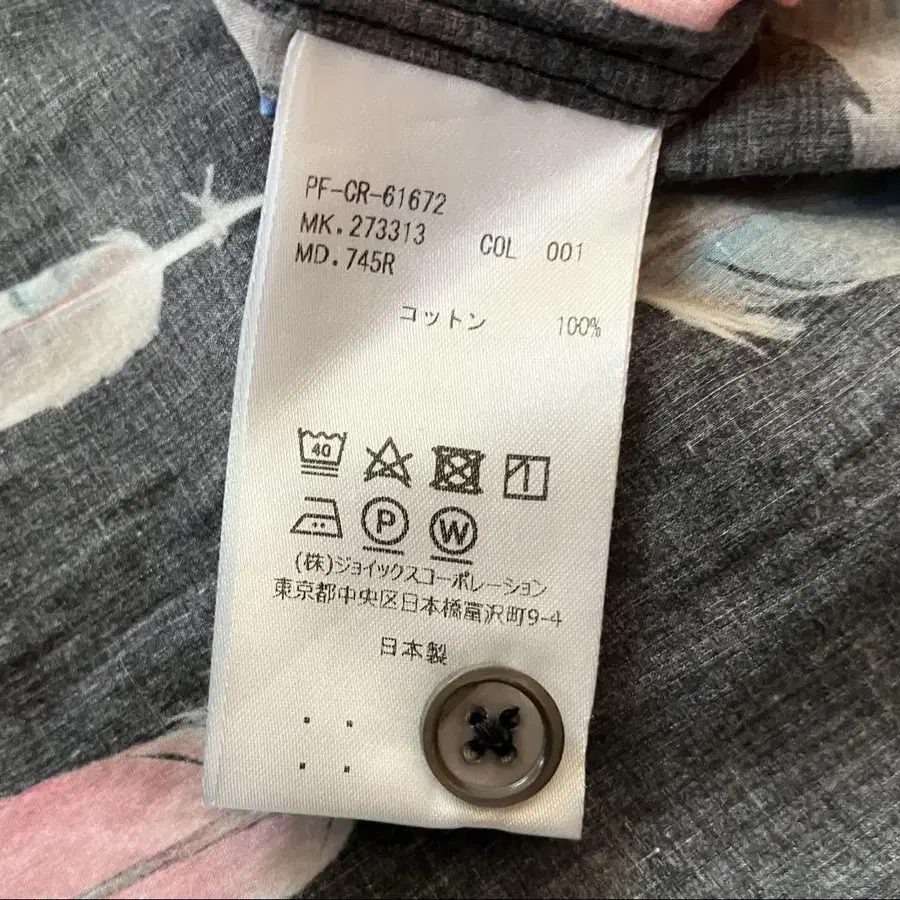 PF-CR-61672
MK.273313 COL 001
MD.745R
コットン 100%
40
P W
(株)ジョイックスコーポレーション
東京都中央区日本橋富沢町9-4
日本製